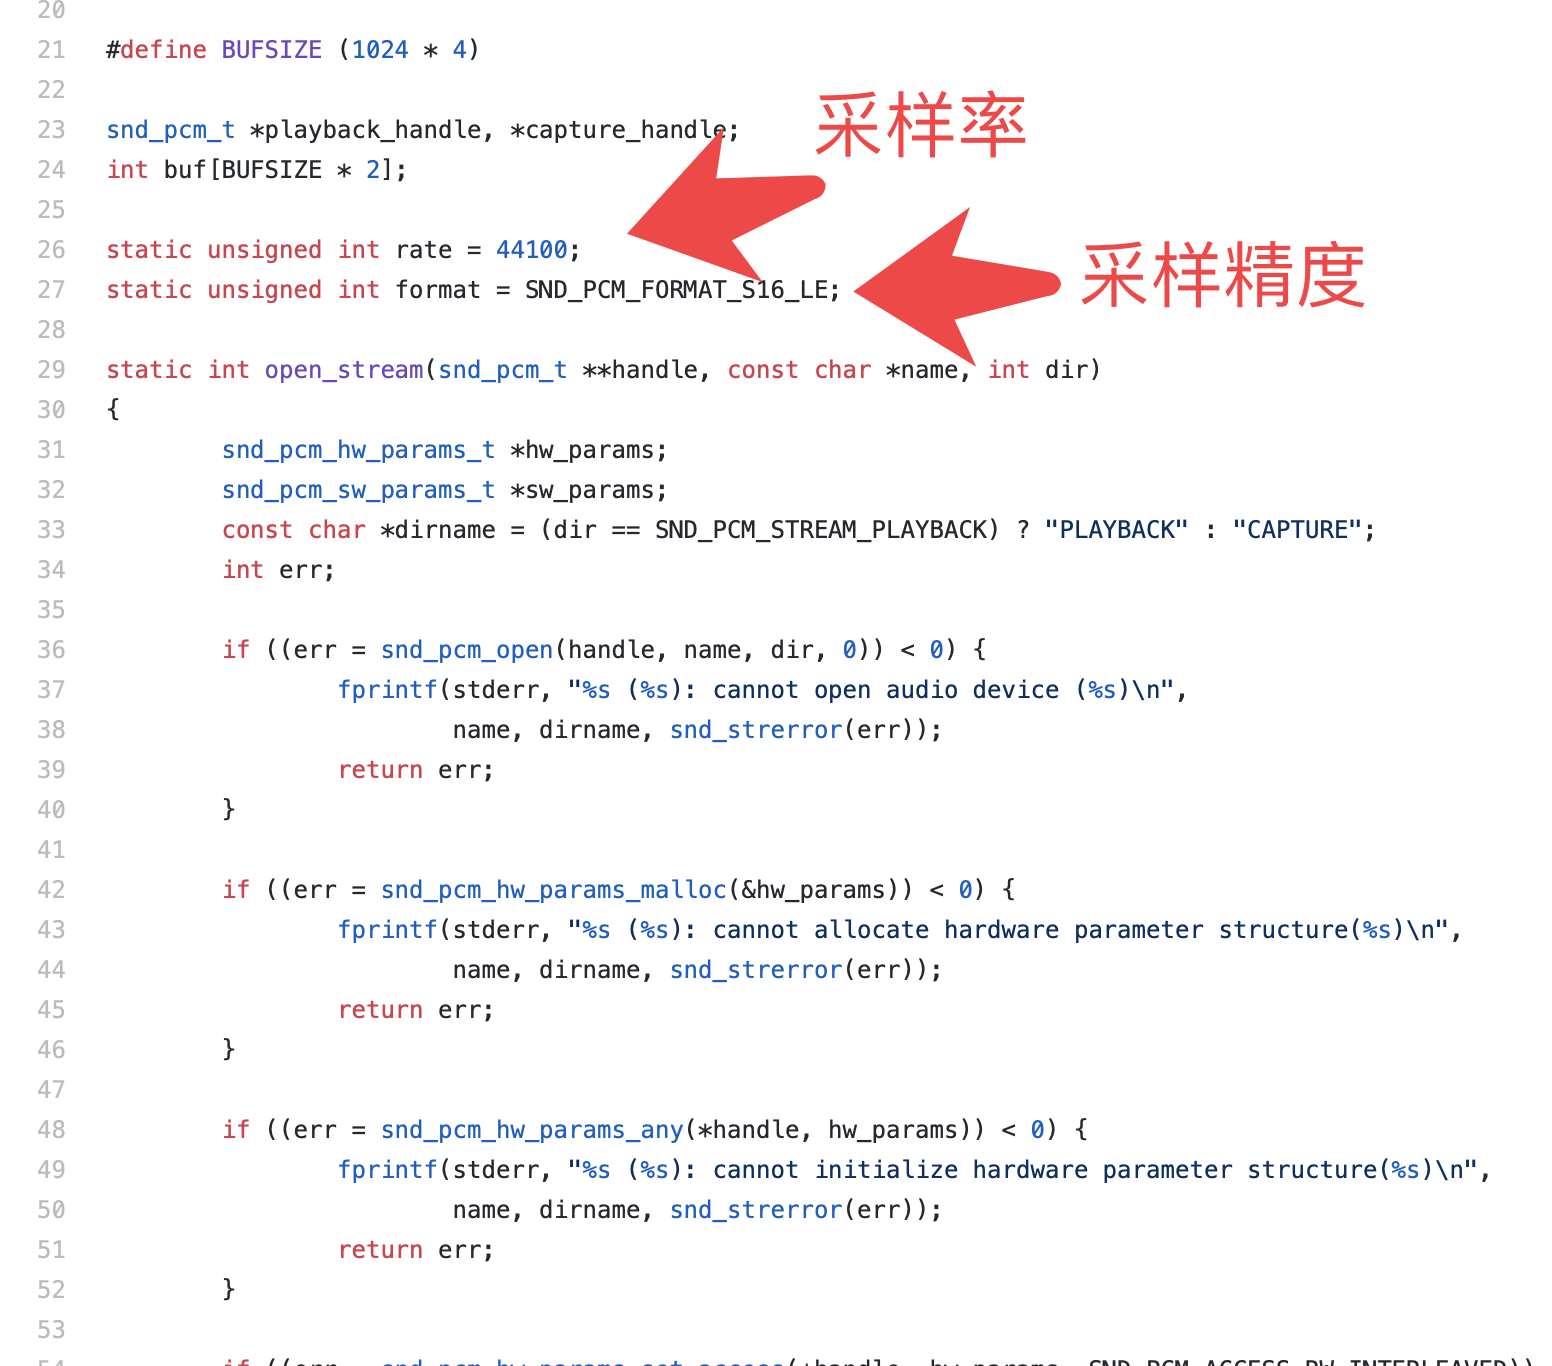 20
21 #define BUFSIZE (1024 * 4)
22
采样率
23 snd_pcm_t *playback_handle, *capture_handle;
24 int buf[BUFSIZE * 2];
25
26 static unsigned int rate = 44100;
采样精度
27 static unsigned int format = SND_PCM_FORMAT_S16_LE;
28
29 static int open_stream(snd_pcm_t **handle, const char *name, int dir)
30 {
31 snd_pcm_hw_params_t *hw_params;
32 snd_pcm_sw_params_t *sw_params;
33 const char *dirname = (dir == SND_PCM_STREAM_PLAYBACK) ? "PLAYBACK" : "CAPTURE";
34 int err;
35
36 if ((err = snd_pcm_open(handle, name, dir, 0)) < 0) {
37 fprintf(stderr, "%s (%s): cannot open audio device (%s)\n",
38 name, dirname, snd_strerror(err));
39 return err;
40 }
41
42 if ((err = snd_pcm_hw_params_malloc(&hw_params)) < 0) {
43 fprintf(stderr, "%s (%s): cannot allocate hardware parameter structure(%s)\n",
44 name, dirname, snd_strerror(err));
45 return err;
46 }
47
48 if ((err = snd_pcm_hw_params_any(*handle, hw_params)) < 0) {
49 fprintf(stderr, "%s (%s): cannot initialize hardware parameter structure(%s)\n",
50 name, dirname, snd_strerror(err));
51 return err;
52 }
53
54 if ((err = snd_pcm_hw_params_set_access(*handle, hw_params, SND_PCM_ACCESS_RW_INTERLEAVED))